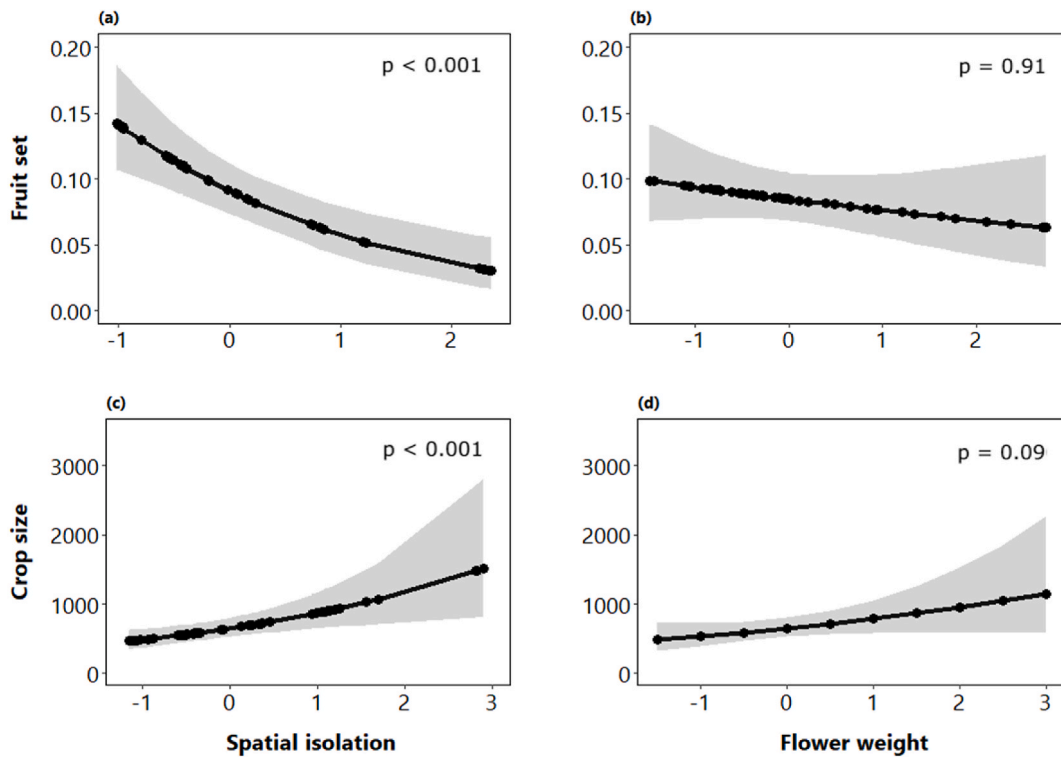 (a)
p < 0.001
0.20
0.15
0.10
0.05
0.00
Fruit set
-1 0 1 2
(b)
p = 0.91
0.20
0.15
0.10
0.05
0.00
-1 0 1 2
(c)
p < 0.001
3000
2000
1000
0
Crop size
-1 0 1 2 3
Spatial isolation
(d)
p = 0.09
3000
2000
1000
0
-1 0 1 2 3
Flower weight